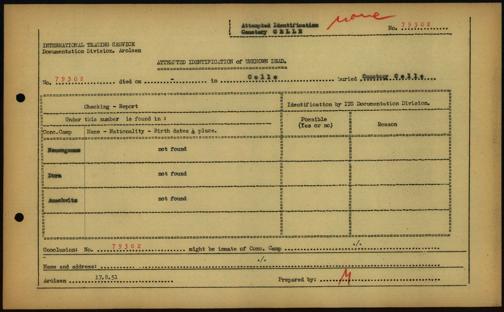 none
Attempted Identification
Cemetery CELLE
No. 79302
INTERNATIONAL TRACING SERVICE
Documentation Division, Arolsen
ATTEMPTED IDENTIFICATION of UNKNOWN DEAD.
No. 79302 died on - in Celle buried Cemetery Celle
Checking - Report
Identification by ITS Documentation Division.
Under this number is found in :
Possible
(Yes or no)
Reason
Conc.Camp
Name - Nationality - Birth dates & place.
Neuengamme not found
Dora not found
Auschwitz not found
Conclusion: No. 79302 might be inmate of Conc. Camp ./.
Name and address: ./.
Arolsen 17.8.51 Prepared by: